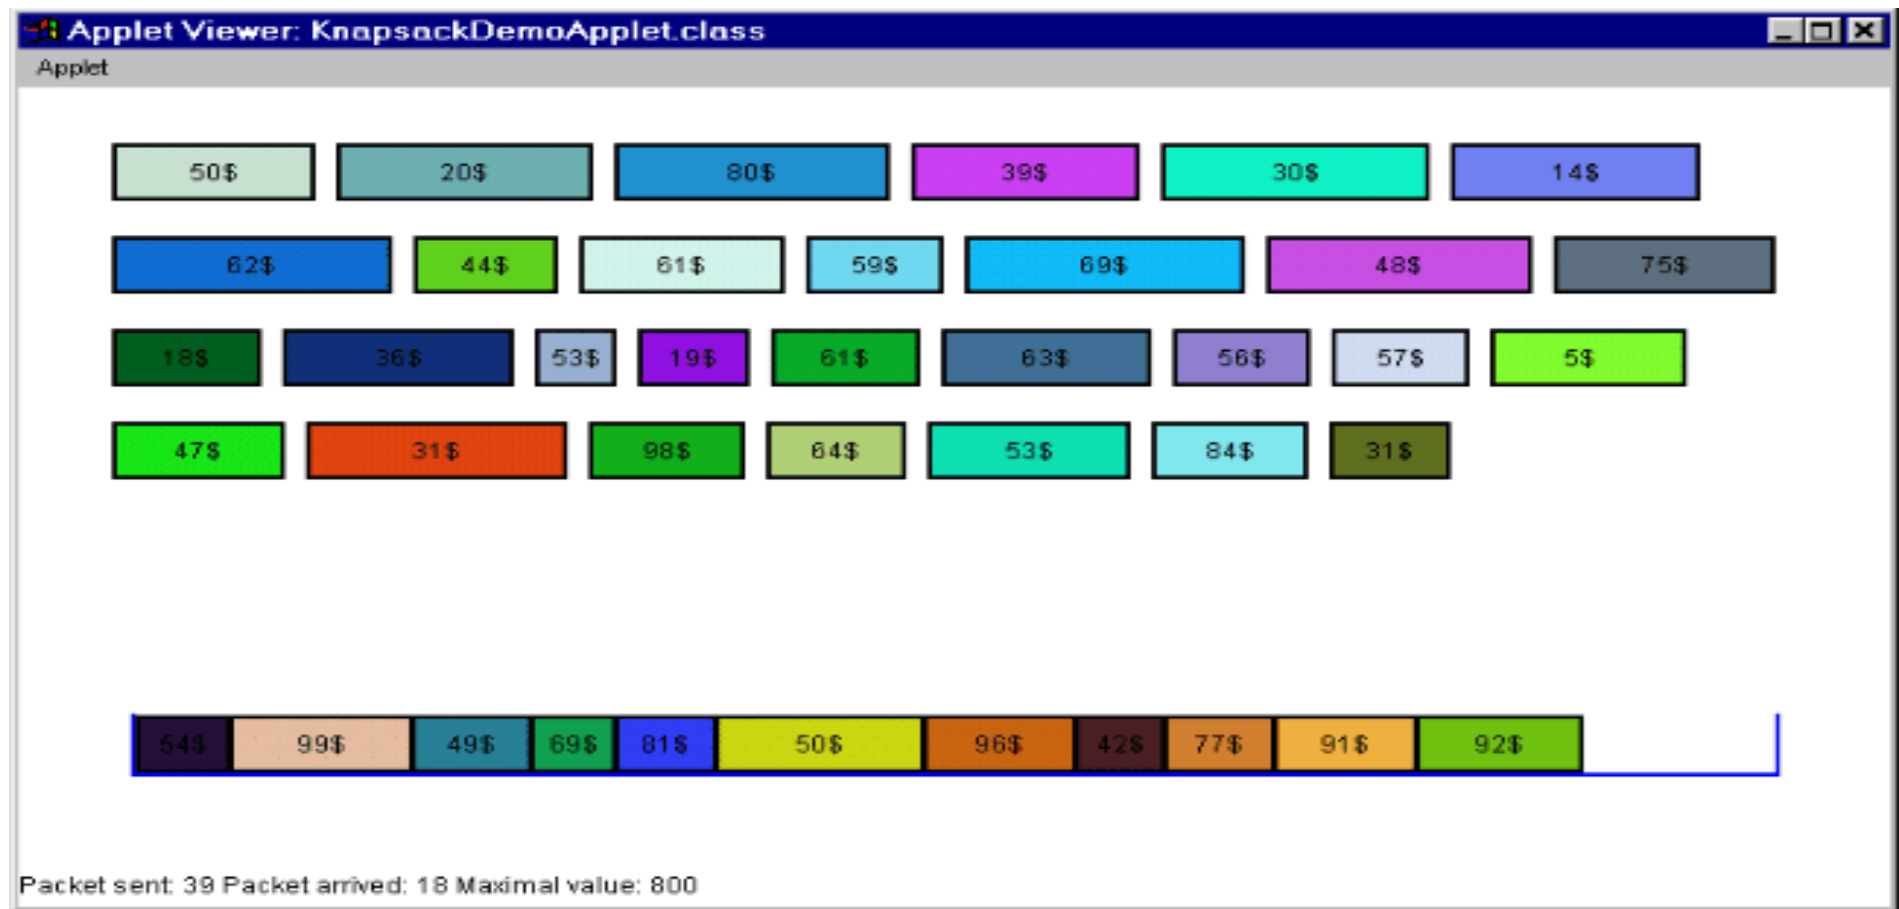 Applet Viewer: KnapsackDemoApplet.class
Applet
50$ 20$ 80$ 39$ 30$ 14$
62$ 44$ 61$ 59$ 69$ 48$ 75$
18$ 36$ 53$ 19$ 61$ 63$ 56$ 57$ 5$
47$ 31$ 98$ 64$ 53$ 84$ 31$
54$ 99$ 49$ 69$ 81$ 50$ 96$ 42$ 77$ 91$ 92$
Packet sent: 39 Packet arrived: 18 Maximal value: 800